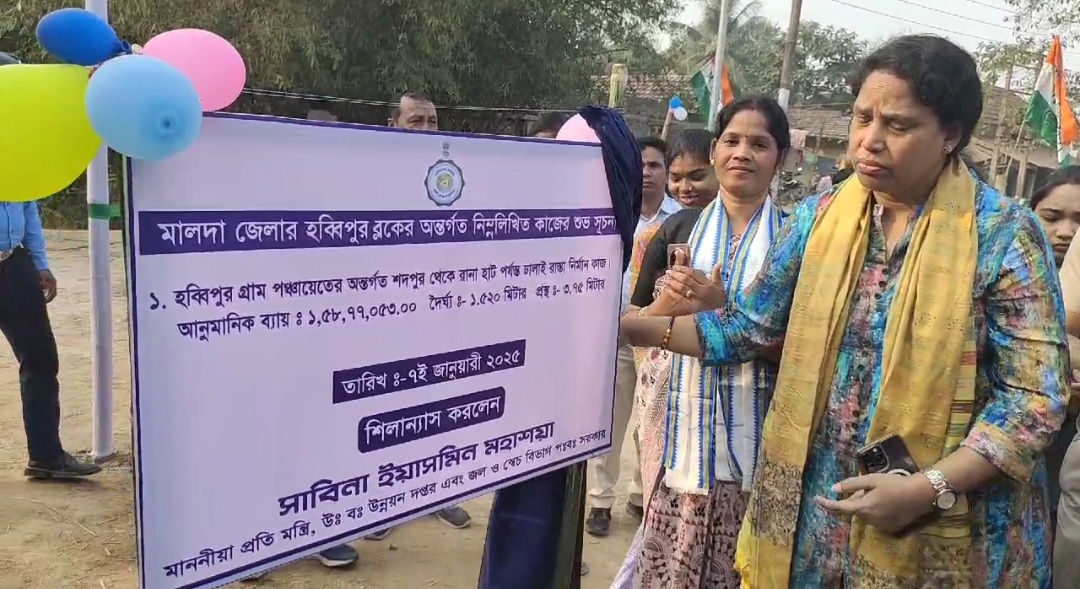 মালদা জেলার হব্বিপুর ব্লকের অন্তর্গত নিম্নলিখিত কাজের শুভ সূচনা
১. হব্বিপুর গ্রাম পঞ্চায়েতের অন্তর্গত শদপুর থেকে রানা হাট পর্যন্ত ঢালাই রাস্তা নির্মান কাজ।
আনুমানিক ব্যায় ঃ ১,৫৮,৭৭,০৫৩.০০ দৈর্ঘ্য ঃ- ১.৫২০ মিটার প্রস্থ ঃ- ৩.৭৫ মিটার
তারিখ ঃ-৭ই জানুয়ারী ২০২৫
শিলান্যাস করলেন
সাবিনা ইয়াসমিন মহাশয়া
মাননীয়া প্রতি মন্ত্রি, উঃ বঃ উন্নয়ন দপ্তর এবং জল ও স্বেচ বিভাগ পঃবঃ সরকার